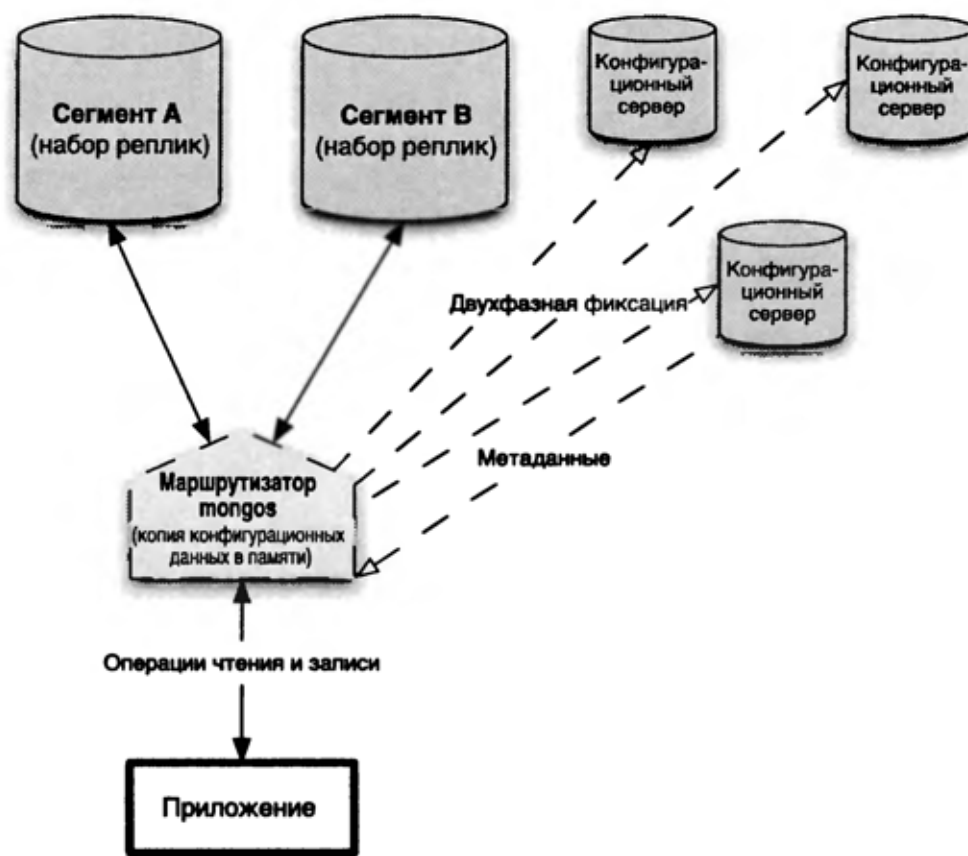 Сегмент А
(набор реплик)
Сегмент В
(набор реплик)
Конфигура-
ционный
сервер
Конфигура-
ционный
сервер
Конфигура-
ционный
сервер
Двухфазная фиксация
Метаданные
Маршрутизатор
mongos
(копия конфигурационных
данных в памяти)
Операции чтения и записи
Приложение